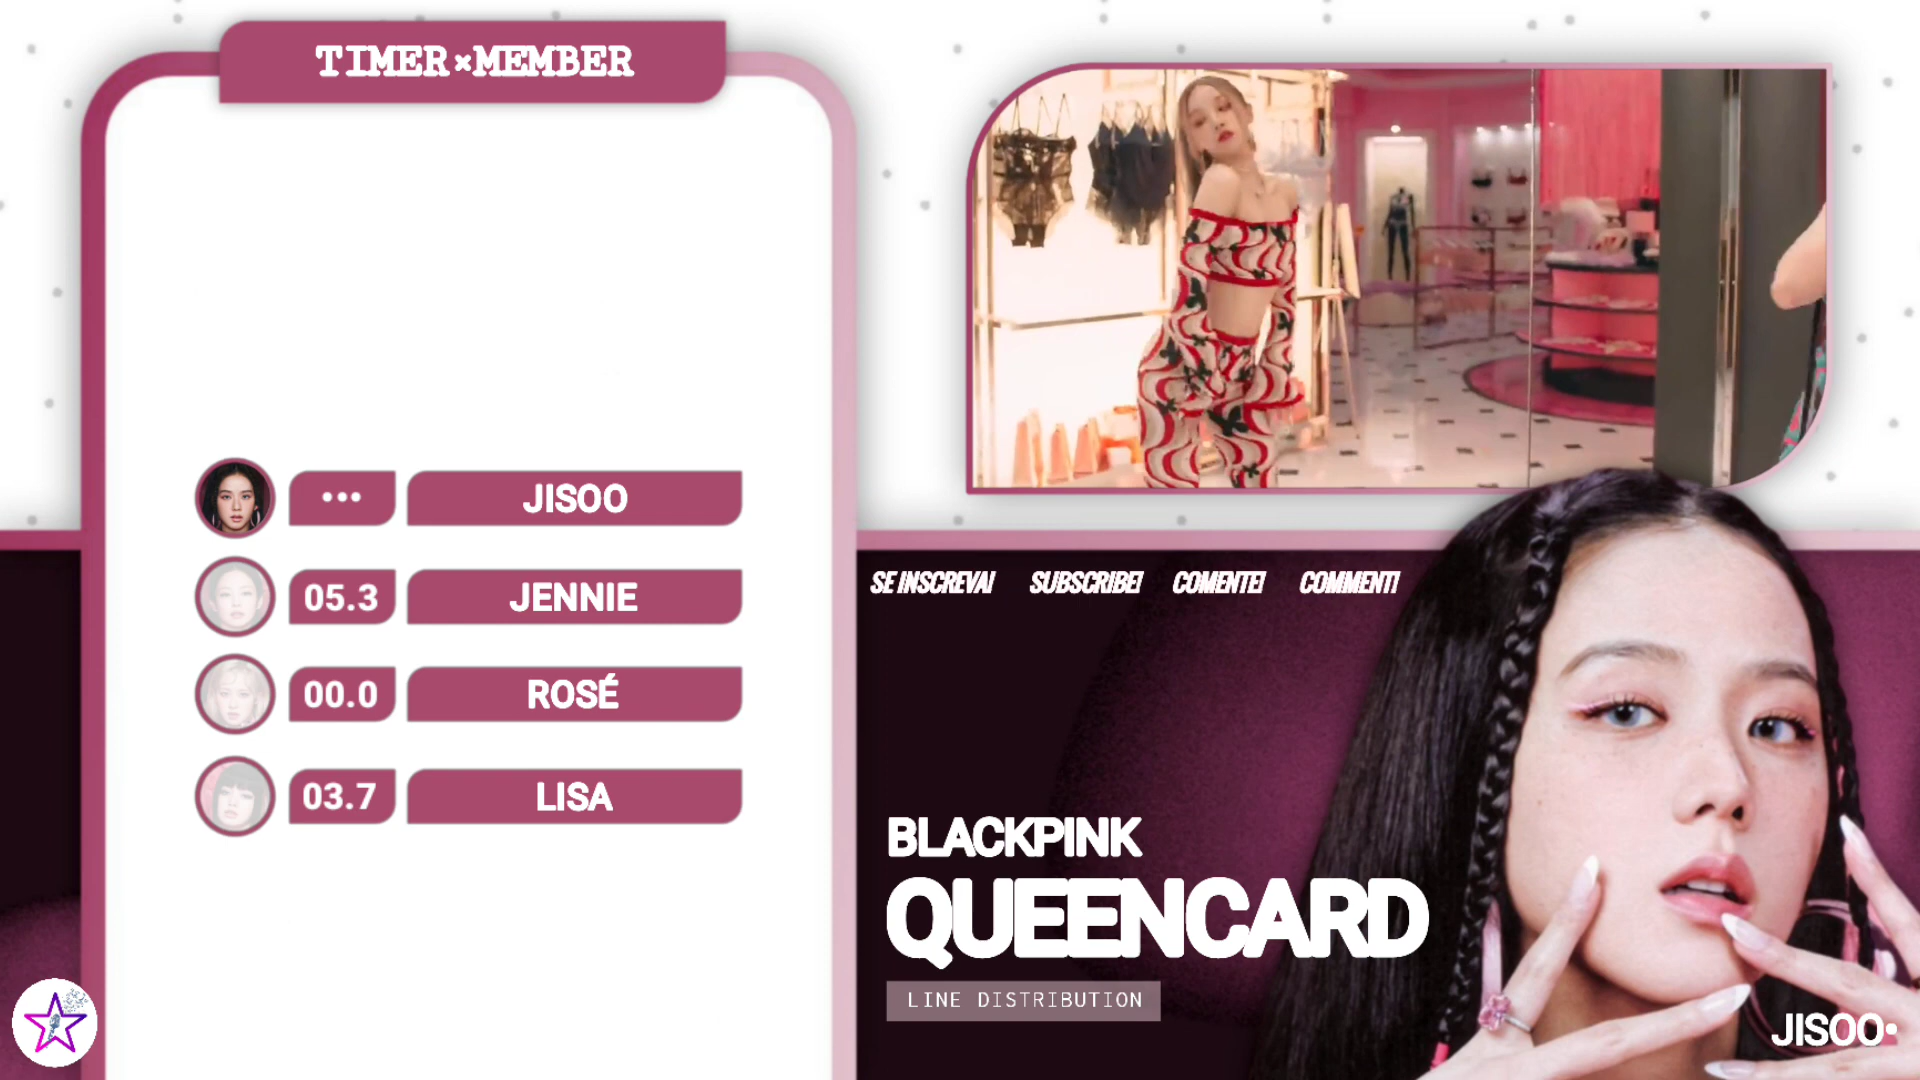 TIMER×MEMBER
••• JISOO
05.3 JENNIE
00.0 ROSÉ
03.7 LISA
SE INSCREVA! SUBSCRIBE! COMENTE! COMMENT!
BLACKPINK
QUEENCARD
LINE DISTRIBUTION
JISOO•